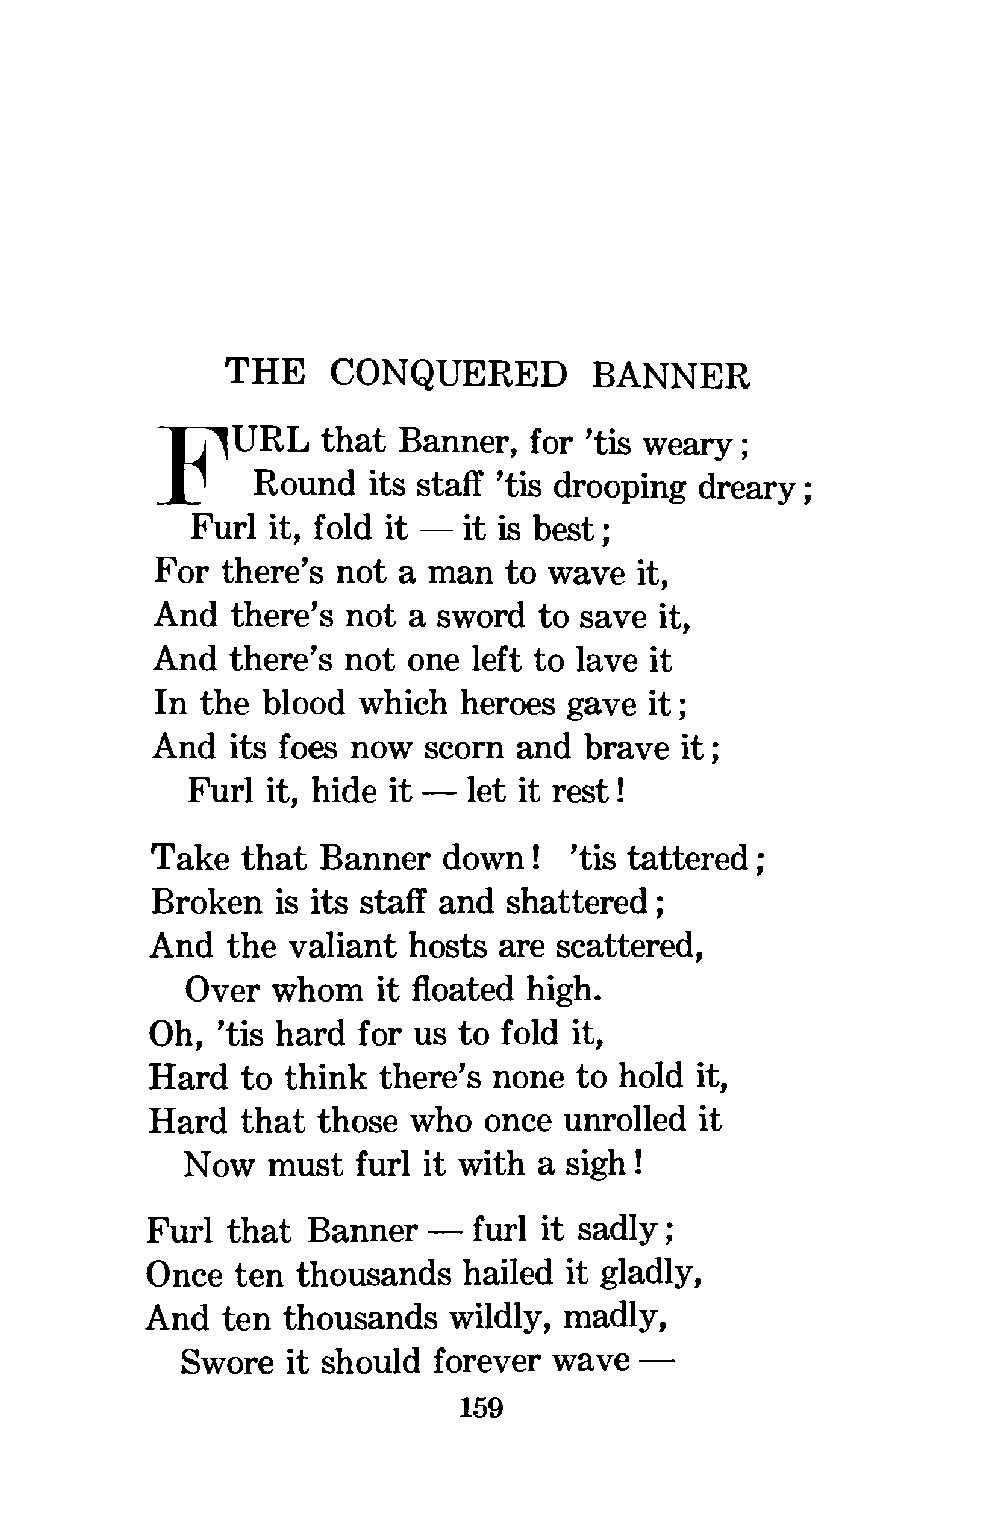 THE CONQUERED BANNER
FURL that Banner, for 'tis weary;
Round its staff 'tis drooping dreary;
Furl it, fold it — it is best;
For there's not a man to wave it,
And there's not a sword to save it,
And there's not one left to lave it
In the blood which heroes gave it;
And its foes now scorn and brave it;
Furl it, hide it — let it rest!
Take that Banner down! 'tis tattered;
Broken is its staff and shattered;
And the valiant hosts are scattered,
Over whom it floated high.
Oh, 'tis hard for us to fold it,
Hard to think there's none to hold it,
Hard that those who once unrolled it
Now must furl it with a sigh!
Furl that Banner — furl it sadly;
Once ten thousands hailed it gladly,
And ten thousands wildly, madly,
Swore it should forever wave —
159